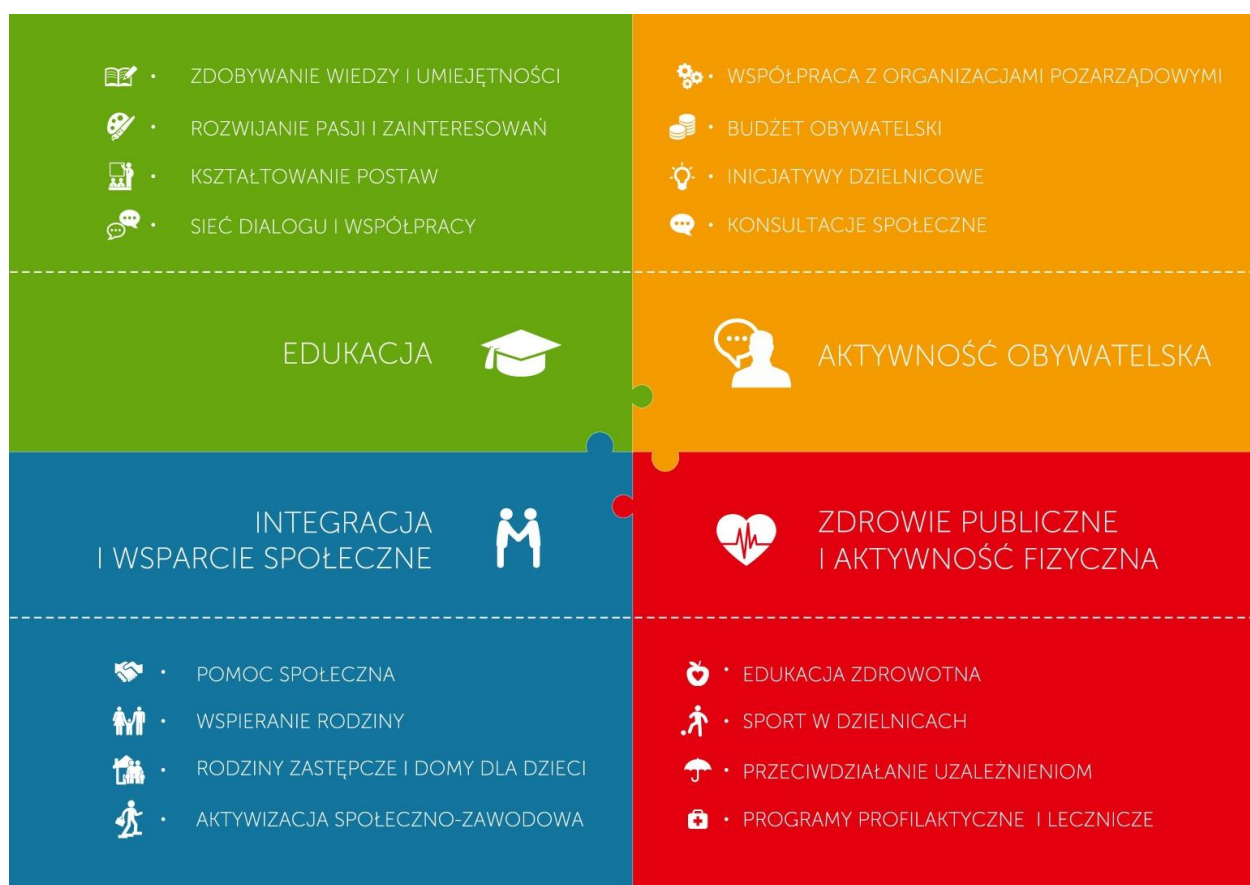 ZDOBYWANIE WIEDZY I UMIEJĘTNOŚCI
ROZWIJANIE PASJI I ZAINTERESOWAŃ
KSZTAŁTOWANIE POSTAW
SIEĆ DIALOGU I WSPÓŁPRACY
EDUKACJA
WSPÓŁPRACA Z ORGANIZACJAMI POZARZĄDOWYMI
BUDŻET OBYWATELSKI
INICJATYWY DZIELNICOWE
KONSULTACJE SPOŁECZNE
AKTYWNOŚĆ OBYWATELSKA
INTEGRACJA
I WSPARCIE SPOŁECZNE
POMOC SPOŁECZNA
WSPIERANIE RODZINY
RODZINY ZASTĘPCZE I DOMY DLA DZIECI
AKTYWIZACJA SPOŁECZNO-ZAWODOWA
ZDROWIE PUBLICZNE
I AKTYWNOŚĆ FIZYCZNA
EDUKACJA ZDROWOTNA
SPORT W DZIELNICACH
PRZECIWDZIAŁANIE UZALEŻNIENIOM
PROGRAMY PROFILAKTYCZNE I LECZNICZE